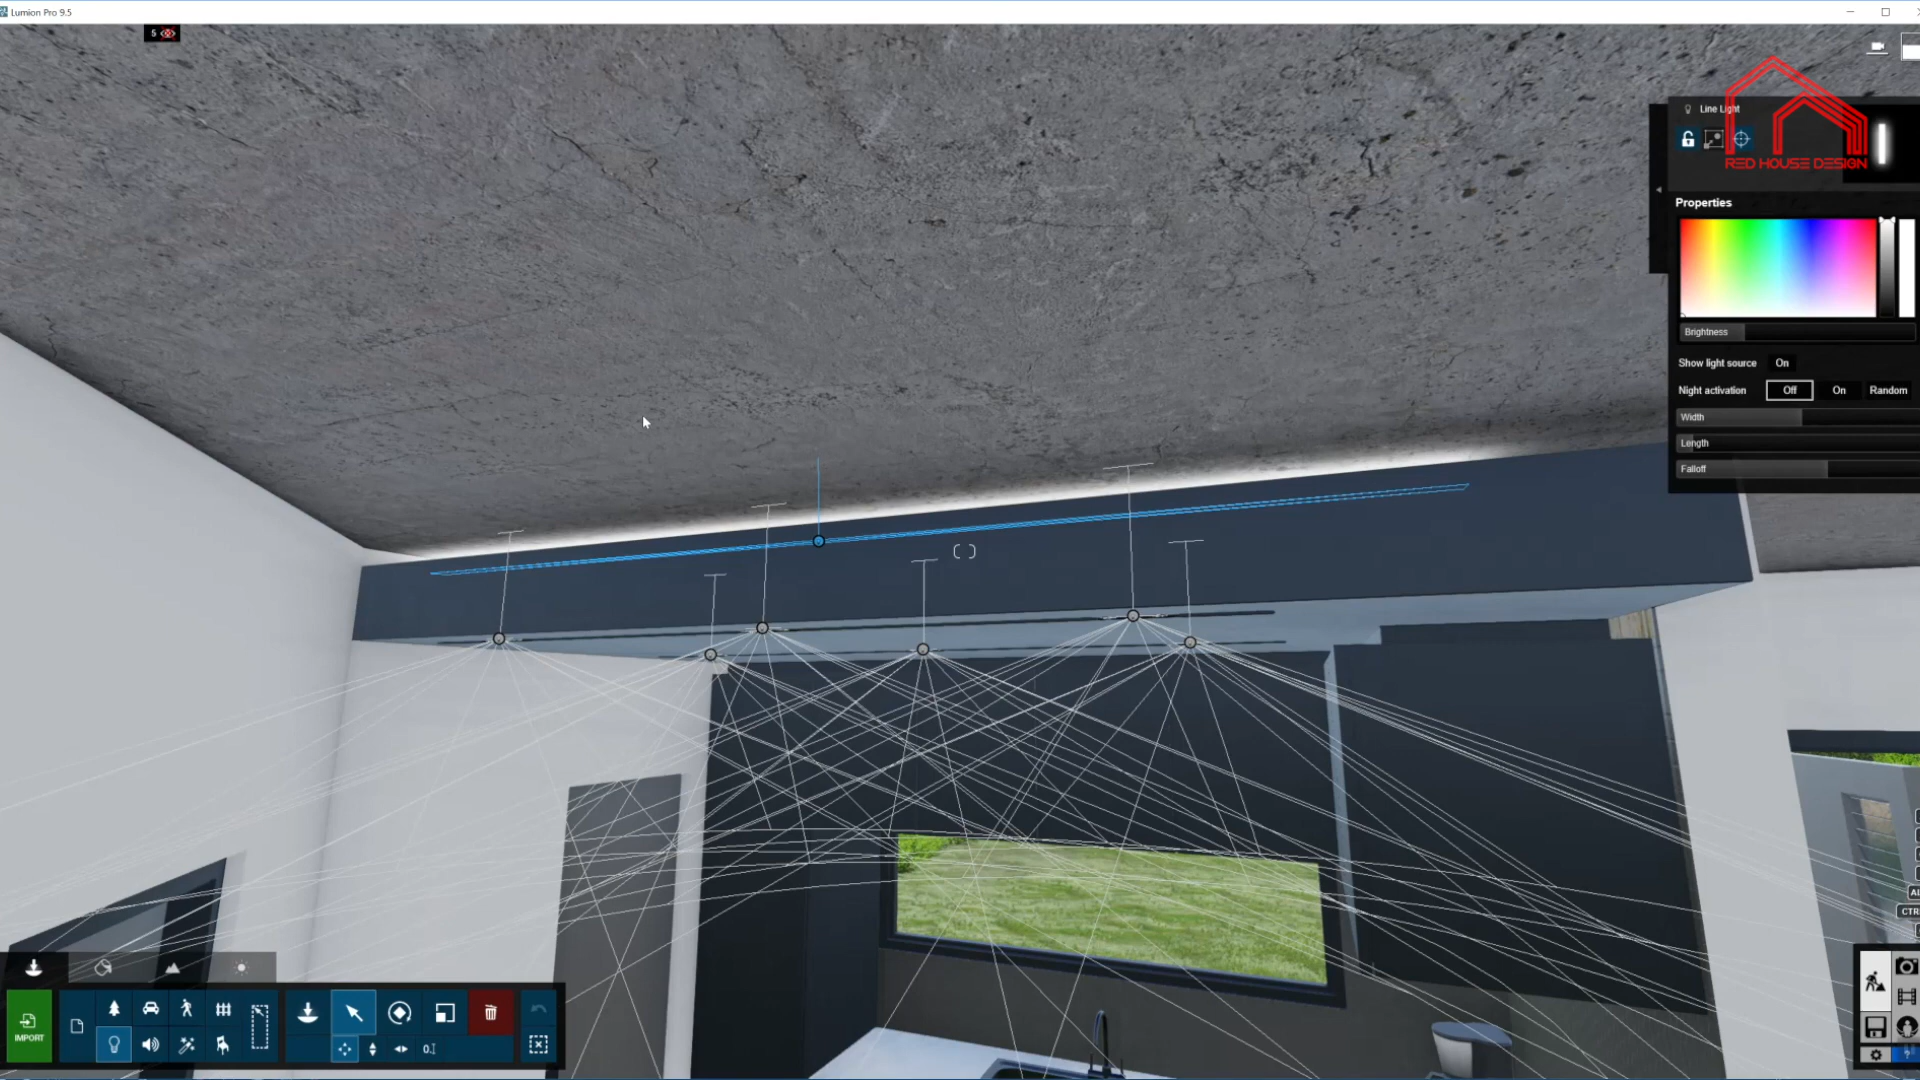 Lumion Pro 9.5
5
Line Light
RED HOUSE DESIGN
Properties
Brightness
Show light source On
Night activation Off On Random
Width
Length
Falloff
CTR
IMPORT